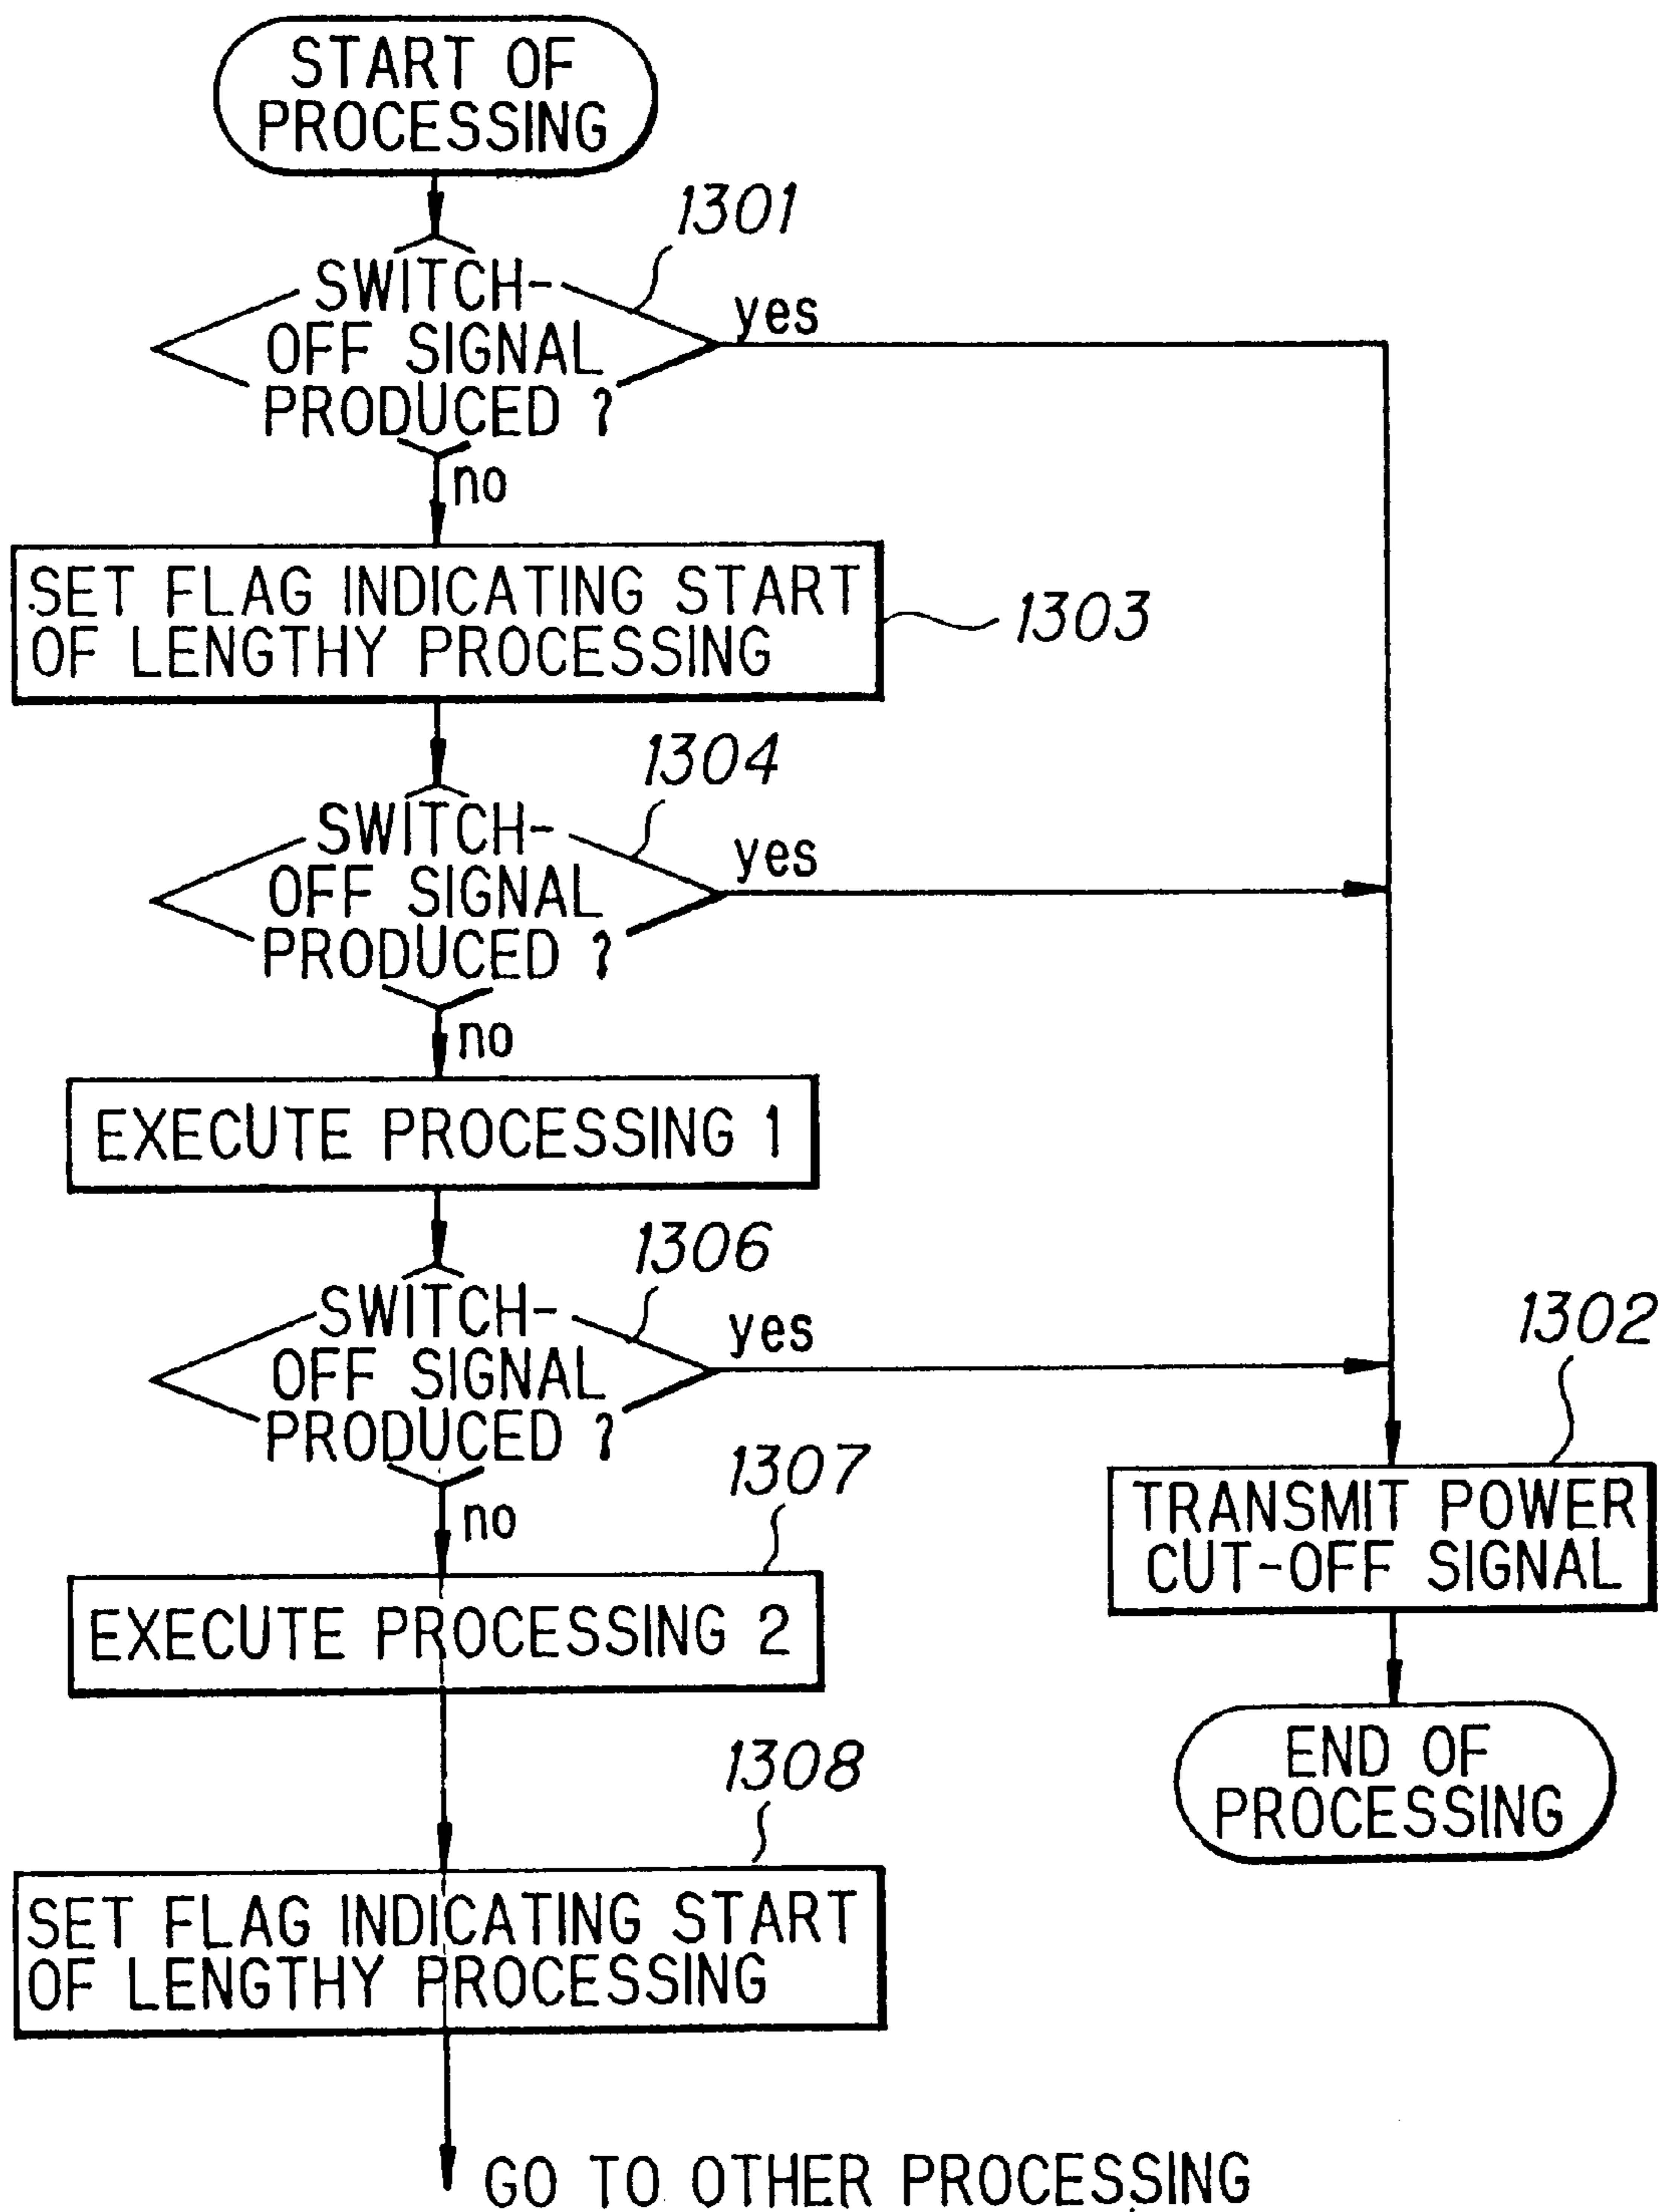 START OF
PROCESSING
1301
SWITCH-
OFF SIGNAL
PRODUCED ?
yes
no
SET FLAG INDICATING START
OF LENGTHY PROCESSING
1303
1304
SWITCH-
OFF SIGNAL
PRODUCED ?
yes
no
EXECUTE PROCESSING 1
1306
SWITCH-
OFF SIGNAL
PRODUCED ?
yes
no
1302
TRANSMIT POWER
CUT-OFF SIGNAL
1307
EXECUTE PROCESSING 2
END OF
PROCESSING
1308
SET FLAG INDICATING START
OF LENGTHY PROCESSING
GO TO OTHER PROCESSING